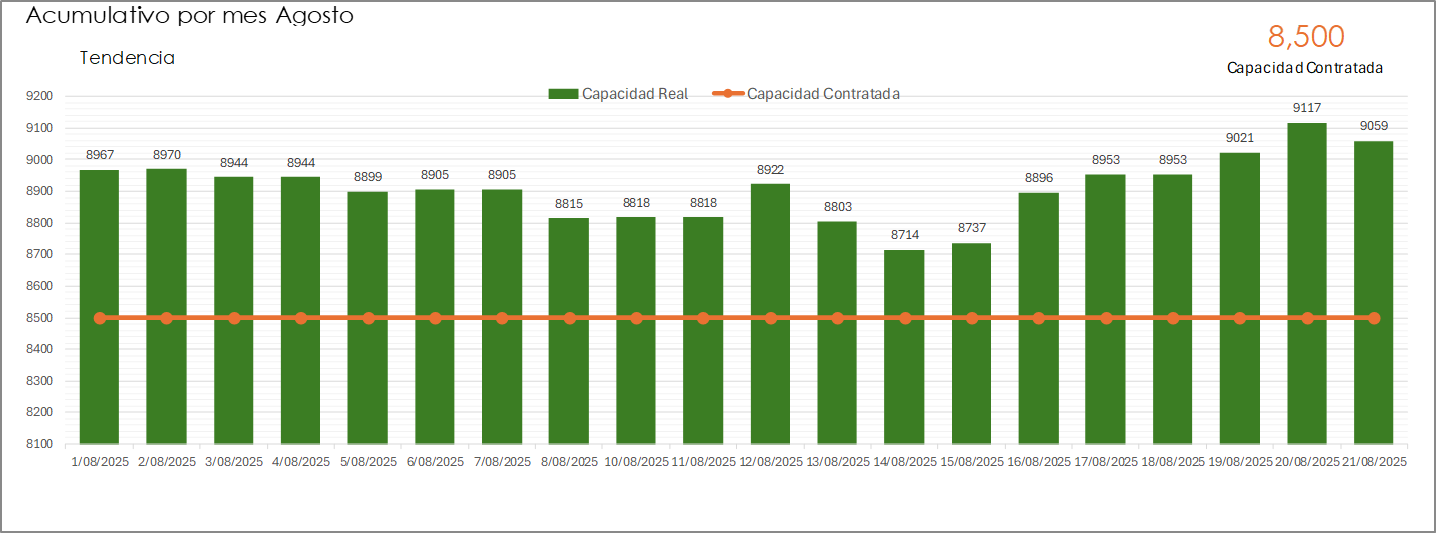 Acumulativo por mes Agosto
8,500
Tendencia
Capacidad Contratada
Capacidad Real
Capacidad Contratada
9200
9100
9000
8900
8800
8700
8600
8500
8400
8300
8200
8100
8967 8970 8944 8944 8899 8905 8905 8815 8818 8818 8922 8803 8714 8737 8896 8953 8953 9021 9117 9059
1/08/2025 2/08/2025 3/08/2025 4/08/2025 5/08/2025 6/08/2025 7/08/2025 8/08/2025 10/08/2025 11/08/2025 12/08/2025 13/08/2025 14/08/2025 15/08/2025 16/08/2025 17/08/2025 18/08/2025 19/08/2025 20/08/2025 21/08/2025